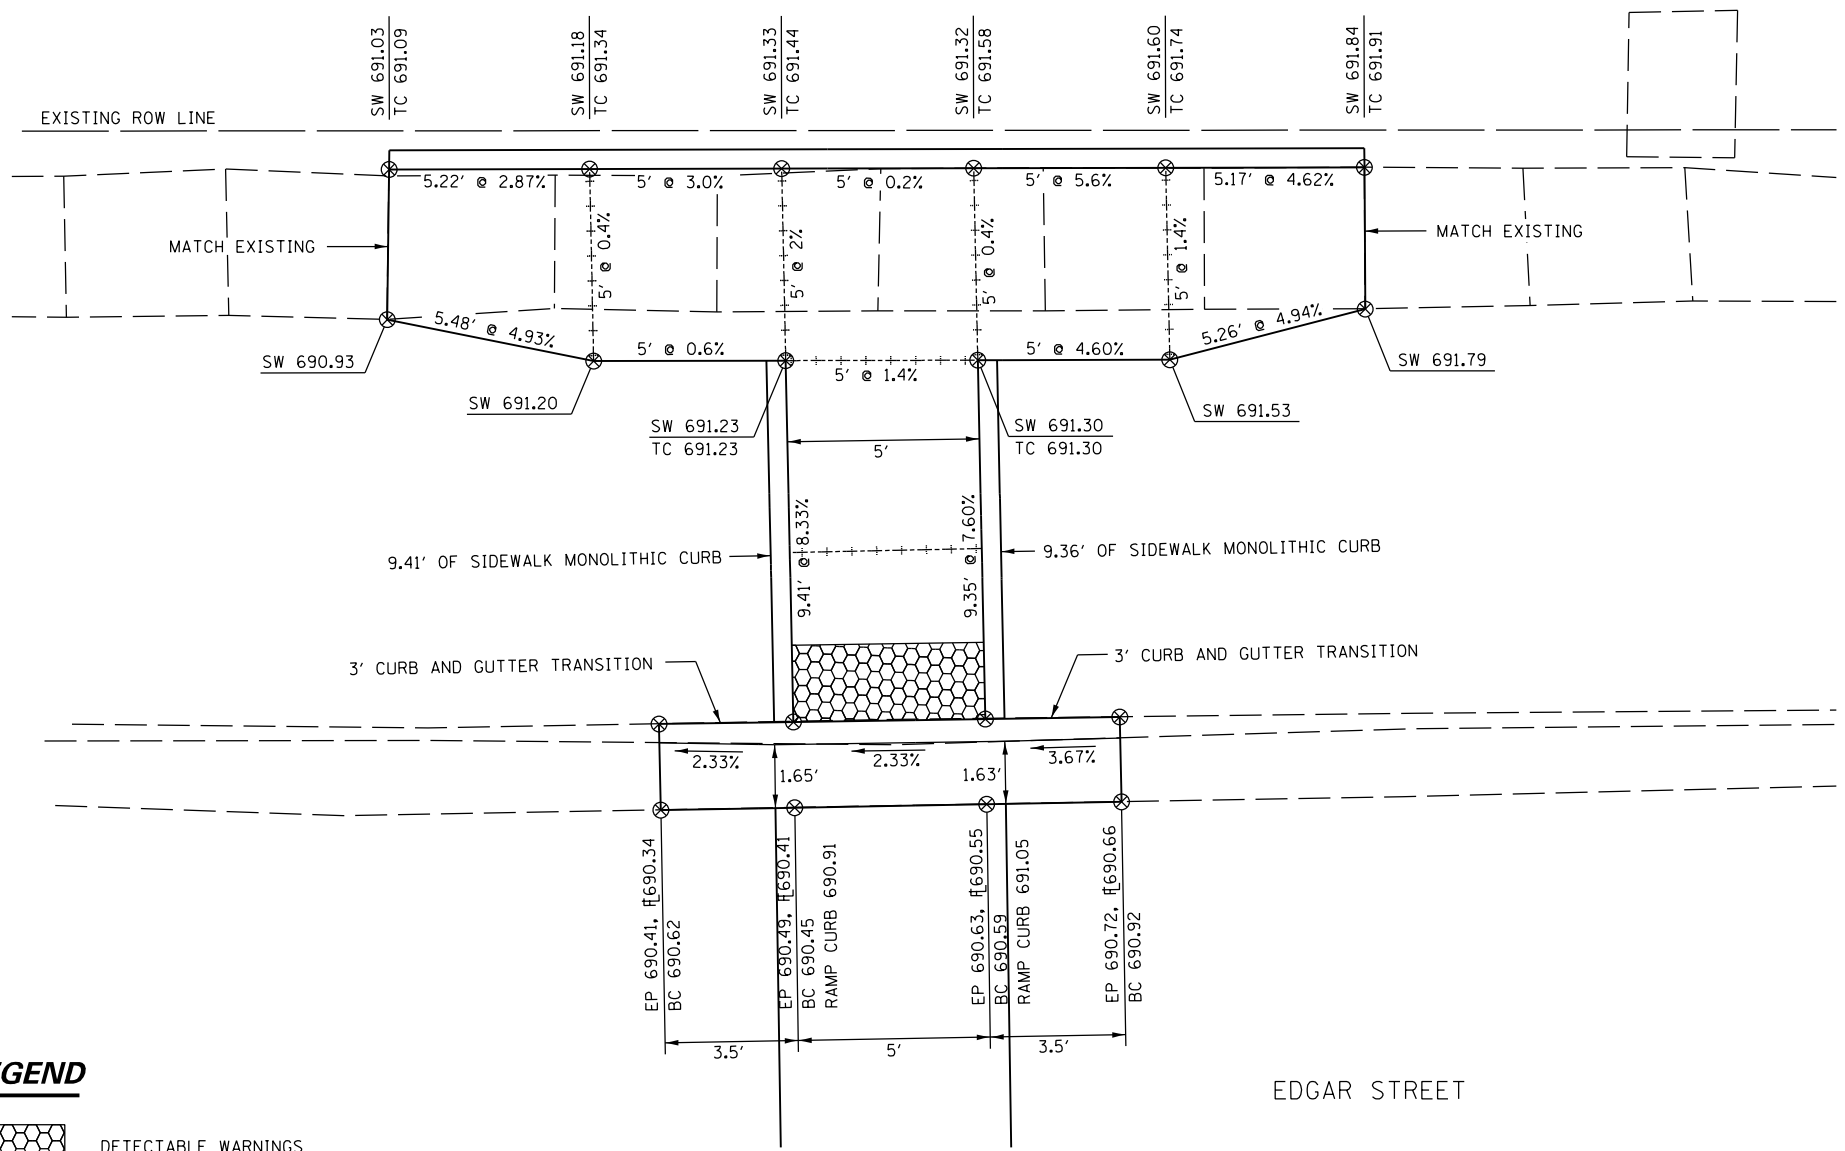 SW 691.03
TC 691.09
SW 691.18
TC 691.34
SW 691.33
TC 691.44
SW 691.32
TC 691.58
SW 691.60
TC 691.74
SW 691.84
TC 691.91
EXISTING ROW LINE
5.22' @ 2.87%
5' @ 3.0%
5' @ 0.2%
5' @ 5.6%
5.17' @ 4.62%
MATCH EXISTING
5' @ 0.4%
5' @ 2%
5' @ 0.4%
5' @ 1.4%
MATCH EXISTING
5.48' @ 4.93%
5' @ 0.6%
5' @ 1.4%
5' @ 4.60%
5.26' @ 4.94%
SW 690.93
SW 691.20
SW 691.23
TC 691.23
5'
SW 691.30
TC 691.30
SW 691.53
SW 691.79
9.41' OF SIDEWALK MONOLITHIC CURB
9.41' @ 8.33%
9.35' @ 7.60%
9.36' OF SIDEWALK MONOLITHIC CURB
3' CURB AND GUTTER TRANSITION
3' CURB AND GUTTER TRANSITION
2.33%
2.33%
3.67%
1.65'
1.63'
EP 690.41, FL 690.34
BC 690.62
EP 690.49, FL 690.41
BC 690.45
RAMP CURB 690.91
EP 690.63, FL 690.55
BC 690.59
RAMP CURB 691.05
EP 690.72, FL 690.66
BC 690.92
3.5'
5'
3.5'
EDGAR STREET
GEND
DETECTABLE WARNINGS